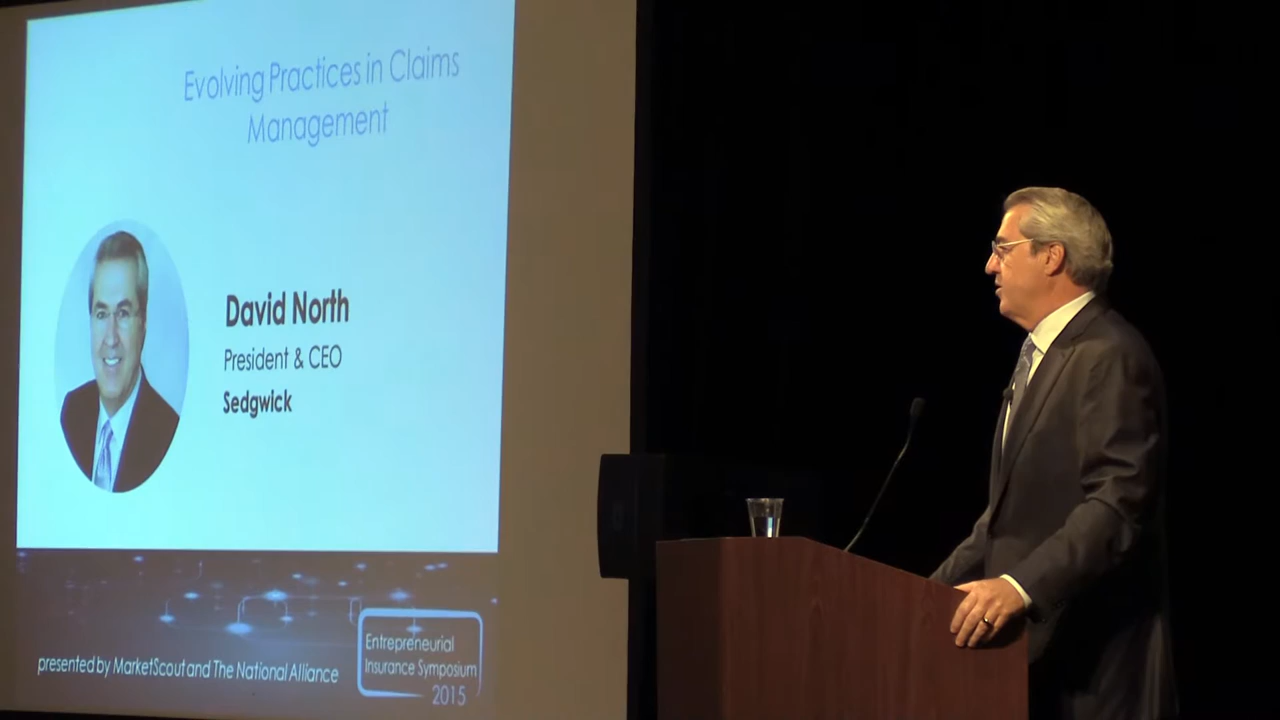 Evolving Practices in Claims
Management
David North
President & CEO
Sedgwick
presented by MarketScout and The National Alliance
Entrepreneurial
Insurance Symposium
2015